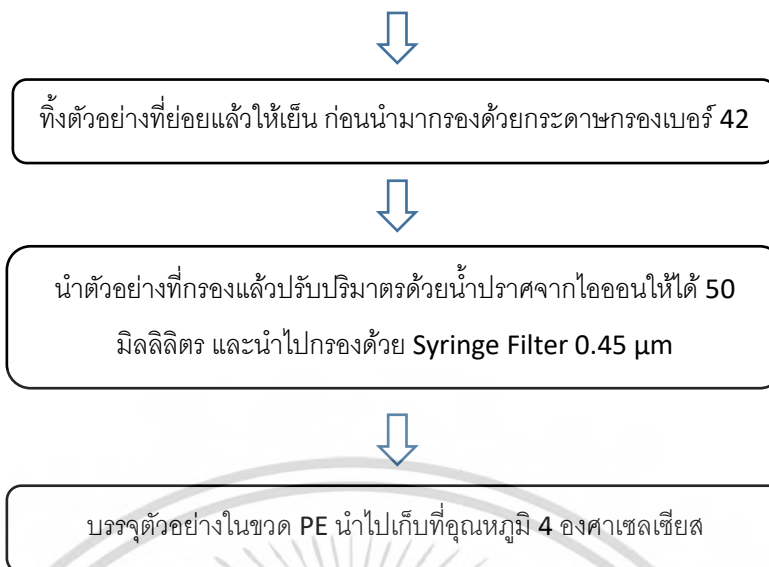 ทิ้งตัวอย่างที่ย่อยแล้วให้เย็น ก่อนนำมากรองด้วยกระดาษกรองเบอร์ 42
นำตัวอย่างที่กรองแล้วปรับปริมาตรด้วยน้ำปราศจากไอออนให้ได้ 50
มิลลิลิตร และนำไปกรองด้วย Syringe Filter 0.45 µm
บรรจุตัวอย่างในขวด PE นำไปเก็บที่อุณหภูมิ 4 องศาเซลเซียส